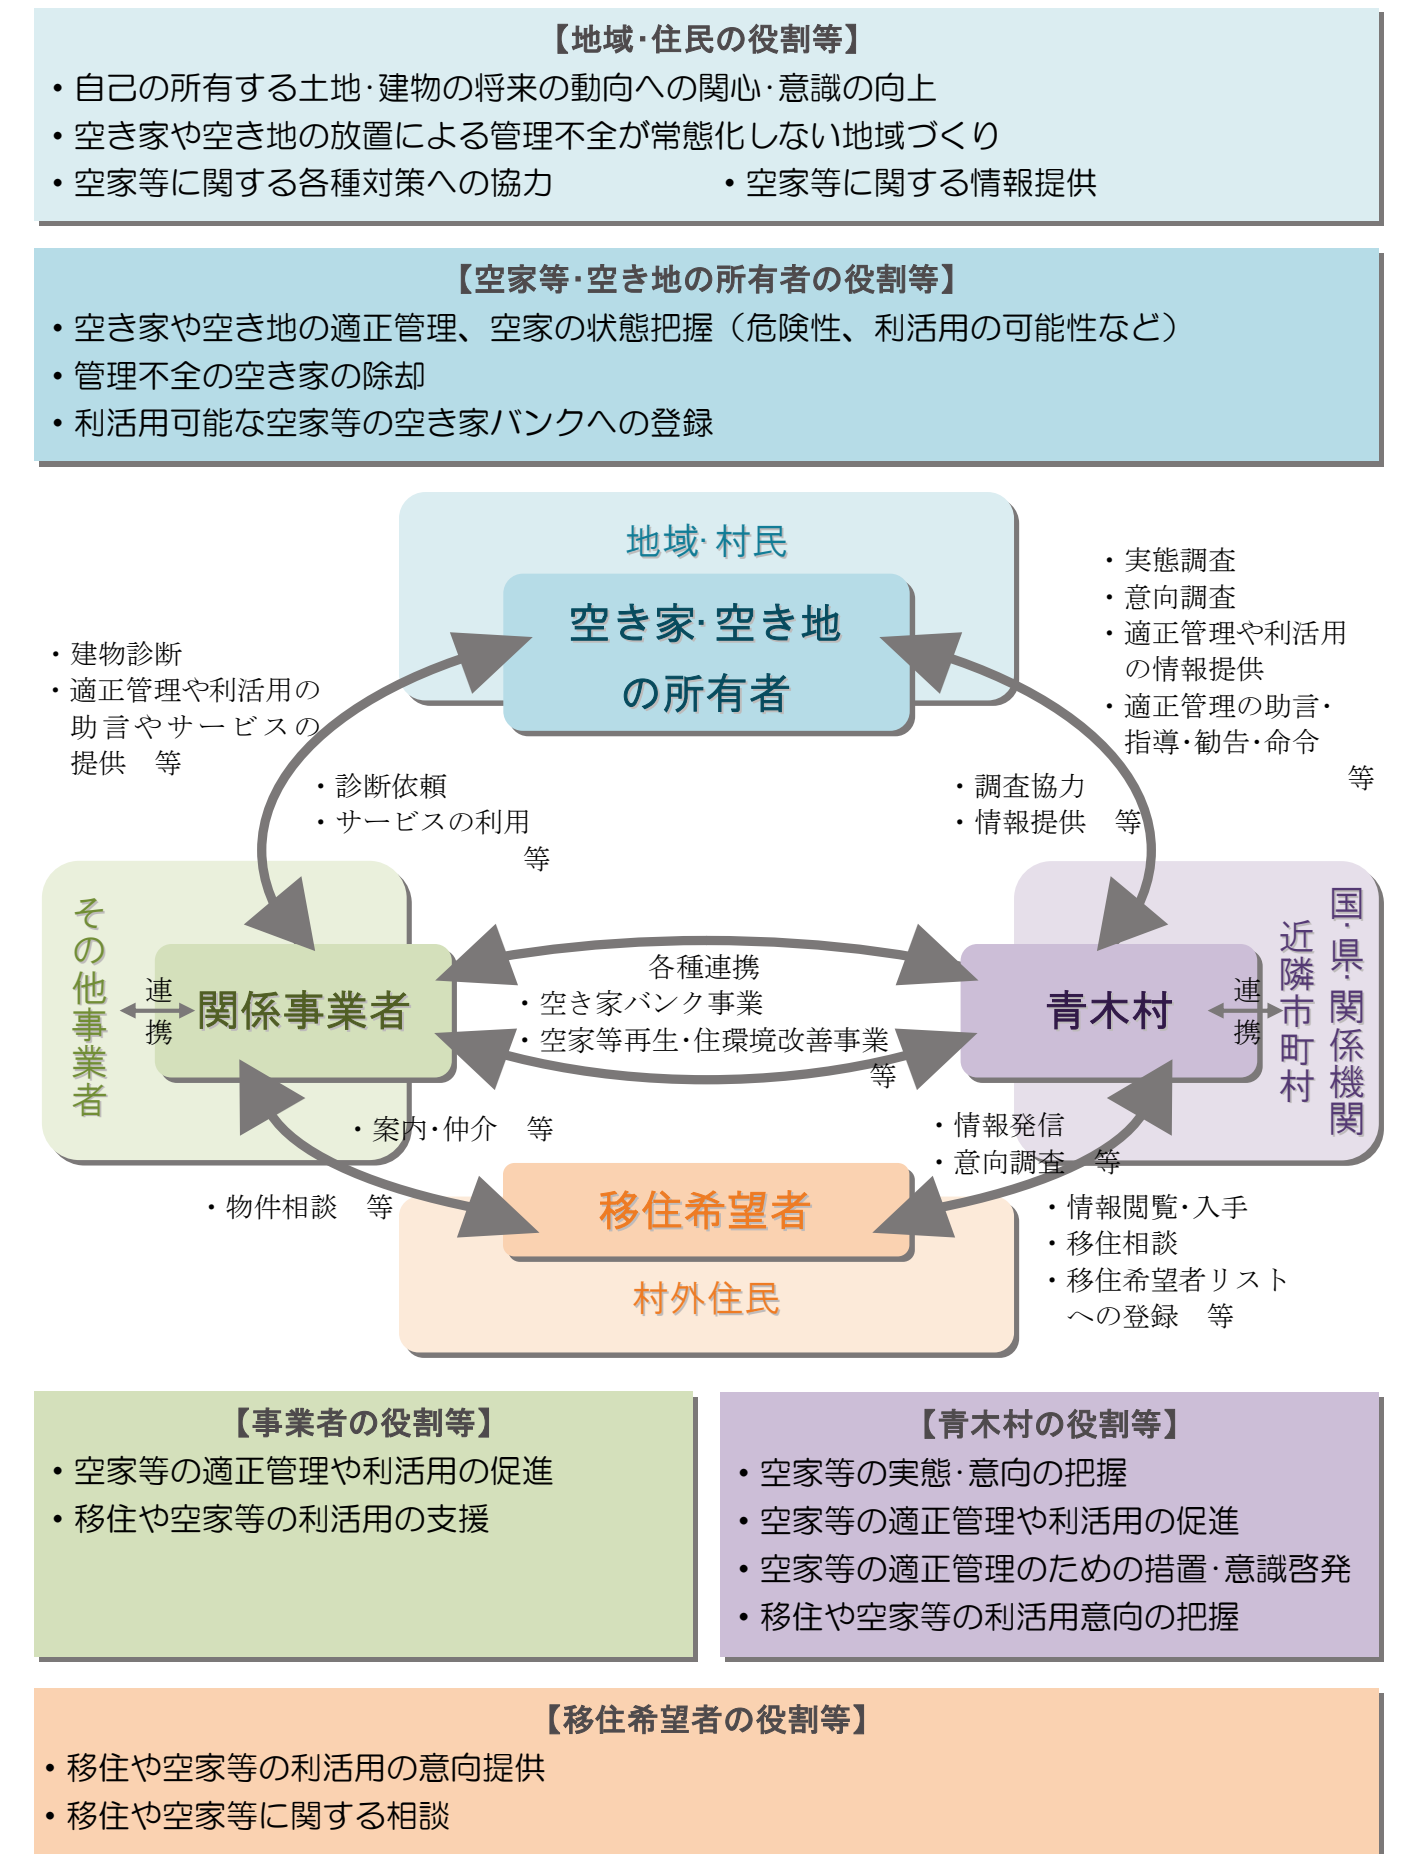 【地域・住民の役割等】
・自己の所有する土地・建物の将来の動向への関心・意識の向上
・空き家や空き地の放置による管理不全が常態化しない地域づくり
・空家等に関する各種対策への協力　・空家等に関する情報提供
【空家等・空き地の所有者の役割等】
・空き家や空き地の適正管理、空家の状態把握（危険性、利活用の可能性など）
・管理不全の空き家の除却
・利活用可能な空家等の空き家バンクへの登録
地域・村民
空き家・空き地
の所有者
・建物診断
・適正管理や利活用の
助言やサービスの
提供　等
・診断依頼
・サービスの利用
等
・実態調査
・意向調査
・適正管理や利活用
の情報提供
・適正管理の助言・
指導・勧告・命令
等
・調査協力
・情報提供　等
その他事業者
連
携
関係事業者
各種連携
・空き家バンク事業
・空家等再生・住環境改善事業
等
青木村
連
携
国・県・関係機関
近隣市町村
・案内・仲介　等
・物件相談　等
・情報発信
・意向調査　等
・情報閲覧・入手
・移住相談
・移住希望者リスト
への登録　等
移住希望者
村外住民
【事業者の役割等】
・空家等の適正管理や利活用の促進
・移住や空家等の利活用の支援
【青木村の役割等】
・空家等の実態・意向の把握
・空家等の適正管理や利活用の促進
・空家等の適正管理のための措置・意識啓発
・移住や空家等の利活用意向の把握
【移住希望者の役割等】
・移住や空家等の利活用の意向提供
・移住や空家等に関する相談